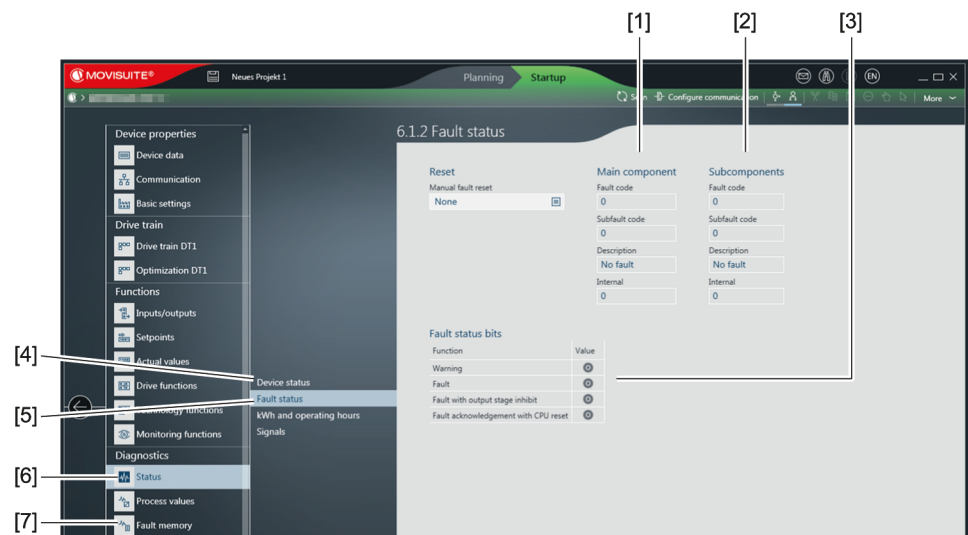 [1] [2] [3]
MOVISUITE® Neues Projekt 1 Planning Startup EN
Configure communication More
6.1.2 Fault status
Device properties
Device data
Communication
Basic settings
Drive train
Drive train DT1
Optimization DT1
Functions
Inputs/outputs
Setpoints
Actual values
Drive functions
functions
Monitoring functions
Diagnostics
Status
Process values
Fault memory
[4]
[5]
[6]
[7]
Device status
Fault status
kWh and operating hours
Signals
Reset
Manual fault reset
None
Main component
Fault code
0
Subfault code
0
Description
No fault
Internal
0
Subcomponents
Fault code
0
Subfault code
0
Description
No fault
Internal
0
Fault status bits
Function Value
Warning
Fault
Fault with output stage inhibit
Fault acknowledgement with CPU reset